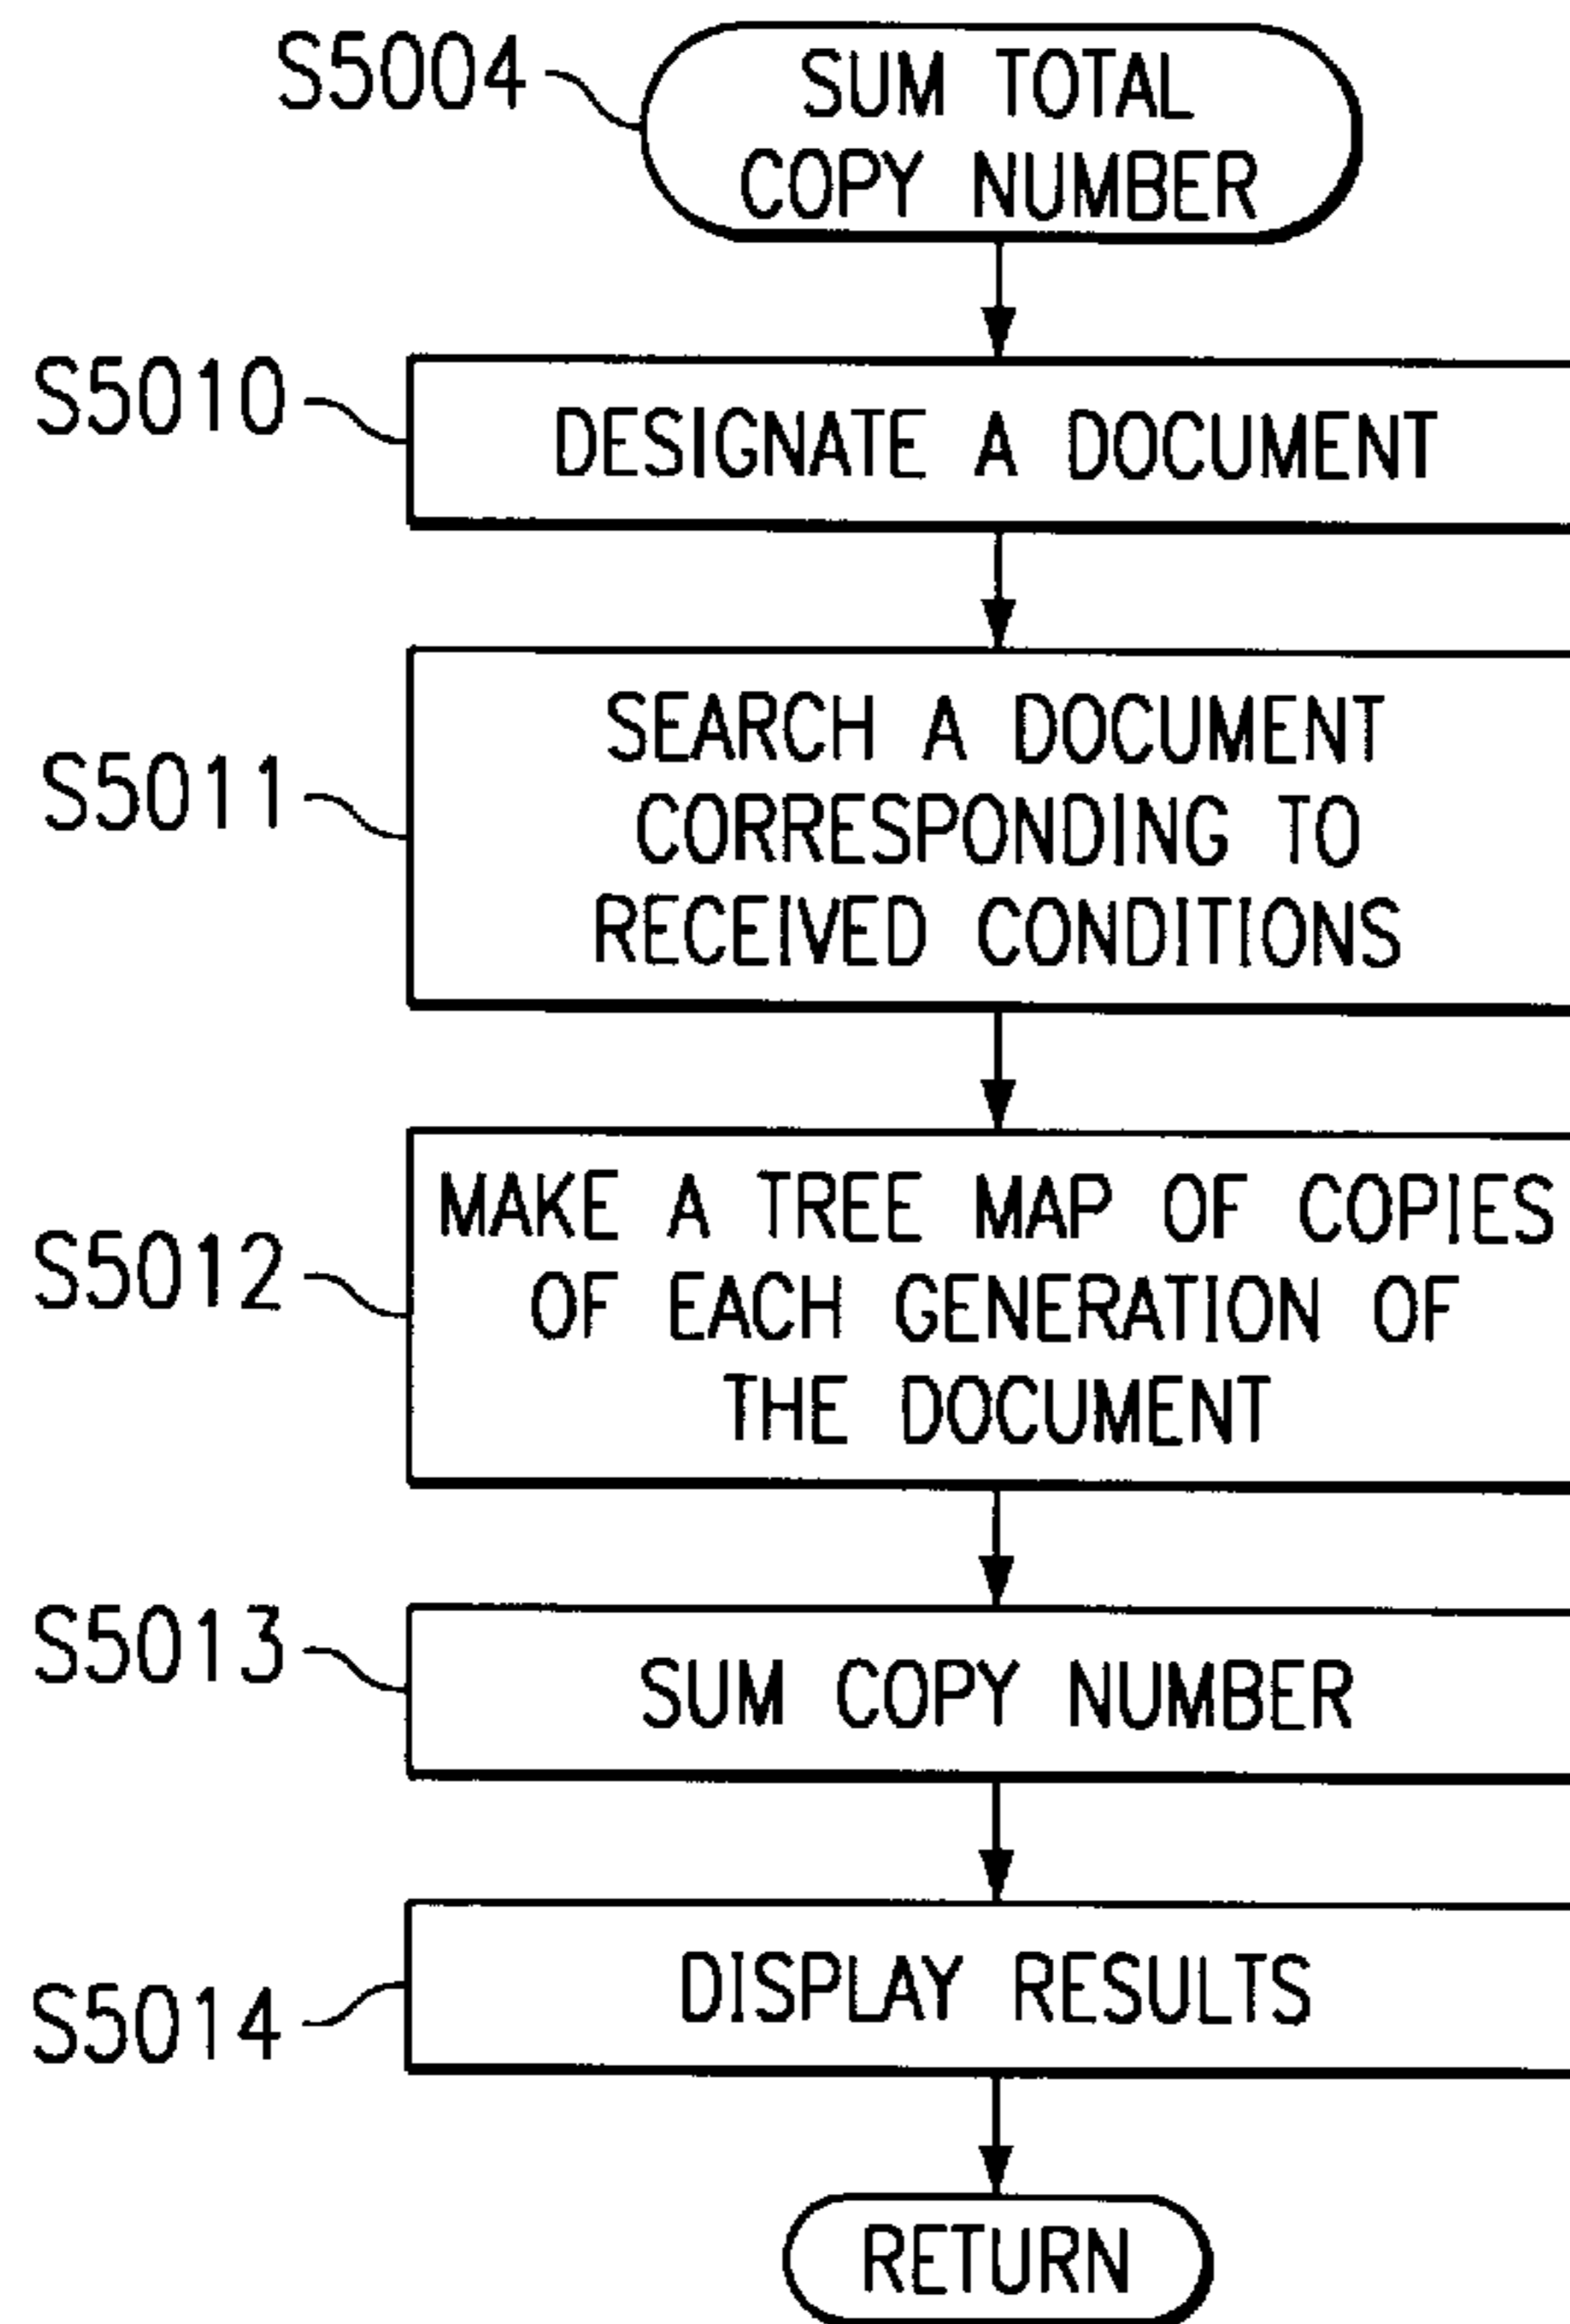 S5004
SUM TOTAL
COPY NUMBER
S5010
DESIGNATE A DOCUMENT
S5011
SEARCH A DOCUMENT
CORRESPONDING TO
RECEIVED CONDITIONS
S5012
MAKE A TREE MAP OF COPIES
OF EACH GENERATION OF
THE DOCUMENT
S5013
SUM COPY NUMBER
S5014
DISPLAY RESULTS
RETURN